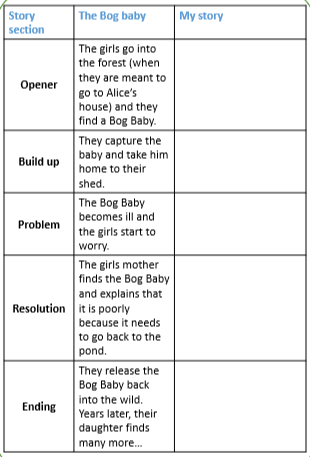 Story The Bog baby My story
section
The girls go into
the forest (when
they are meant to
Opener go to Alice's
house) and they
find a Bog Baby.
They capture the
Build up baby and take him
home to their
shed.
The Bog Baby
becomes ill and
Problem the girls start to
worry.
The girls mother
finds the Bog Baby
and explains that
Resolution it is poorly
because it needs
to go back to the
pond.
They release the
Bog Baby back
into the wild.
Ending Years later, their
daughter finds
many more...